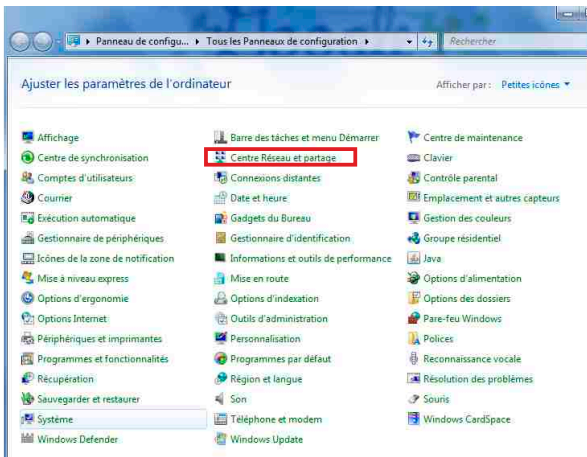 Panneau de configu... Tous les Panneaux de configuration Rechercher
Ajuster les paramètres de l'ordinateur Afficher par : Petites icônes
Affichage Barre des tâches et menu Démarrer Centre de maintenance
Centre de synchronisation Centre Réseau et partage Clavier
Comptes d'utilisateurs Connexions distantes Contrôle parental
Courrier Date et heure Emplacement et autres capteurs
Exécution automatique Gadgets du Bureau Gestion des couleurs
Gestionnaire de périphériques Gestionnaire d'identification Groupe résidentiel
Icônes de la zone de notification Informations et outils de performance Java
Mise à niveau express Mise en route Options d'alimentation
Options d'ergonomie Options d'indexation Options des dossiers
Options Internet Outils d'administration Pare-feu Windows
Périphériques et imprimantes Personnalisation Polices
Programmes et fonctionnalités Programmes par défaut Reconnaissance vocale
Récupération Région et langue Résolution des problèmes
Sauvegarder et restaurer Son Souris
Système Téléphone et modem Windows CardSpace
Windows Defender Windows Update